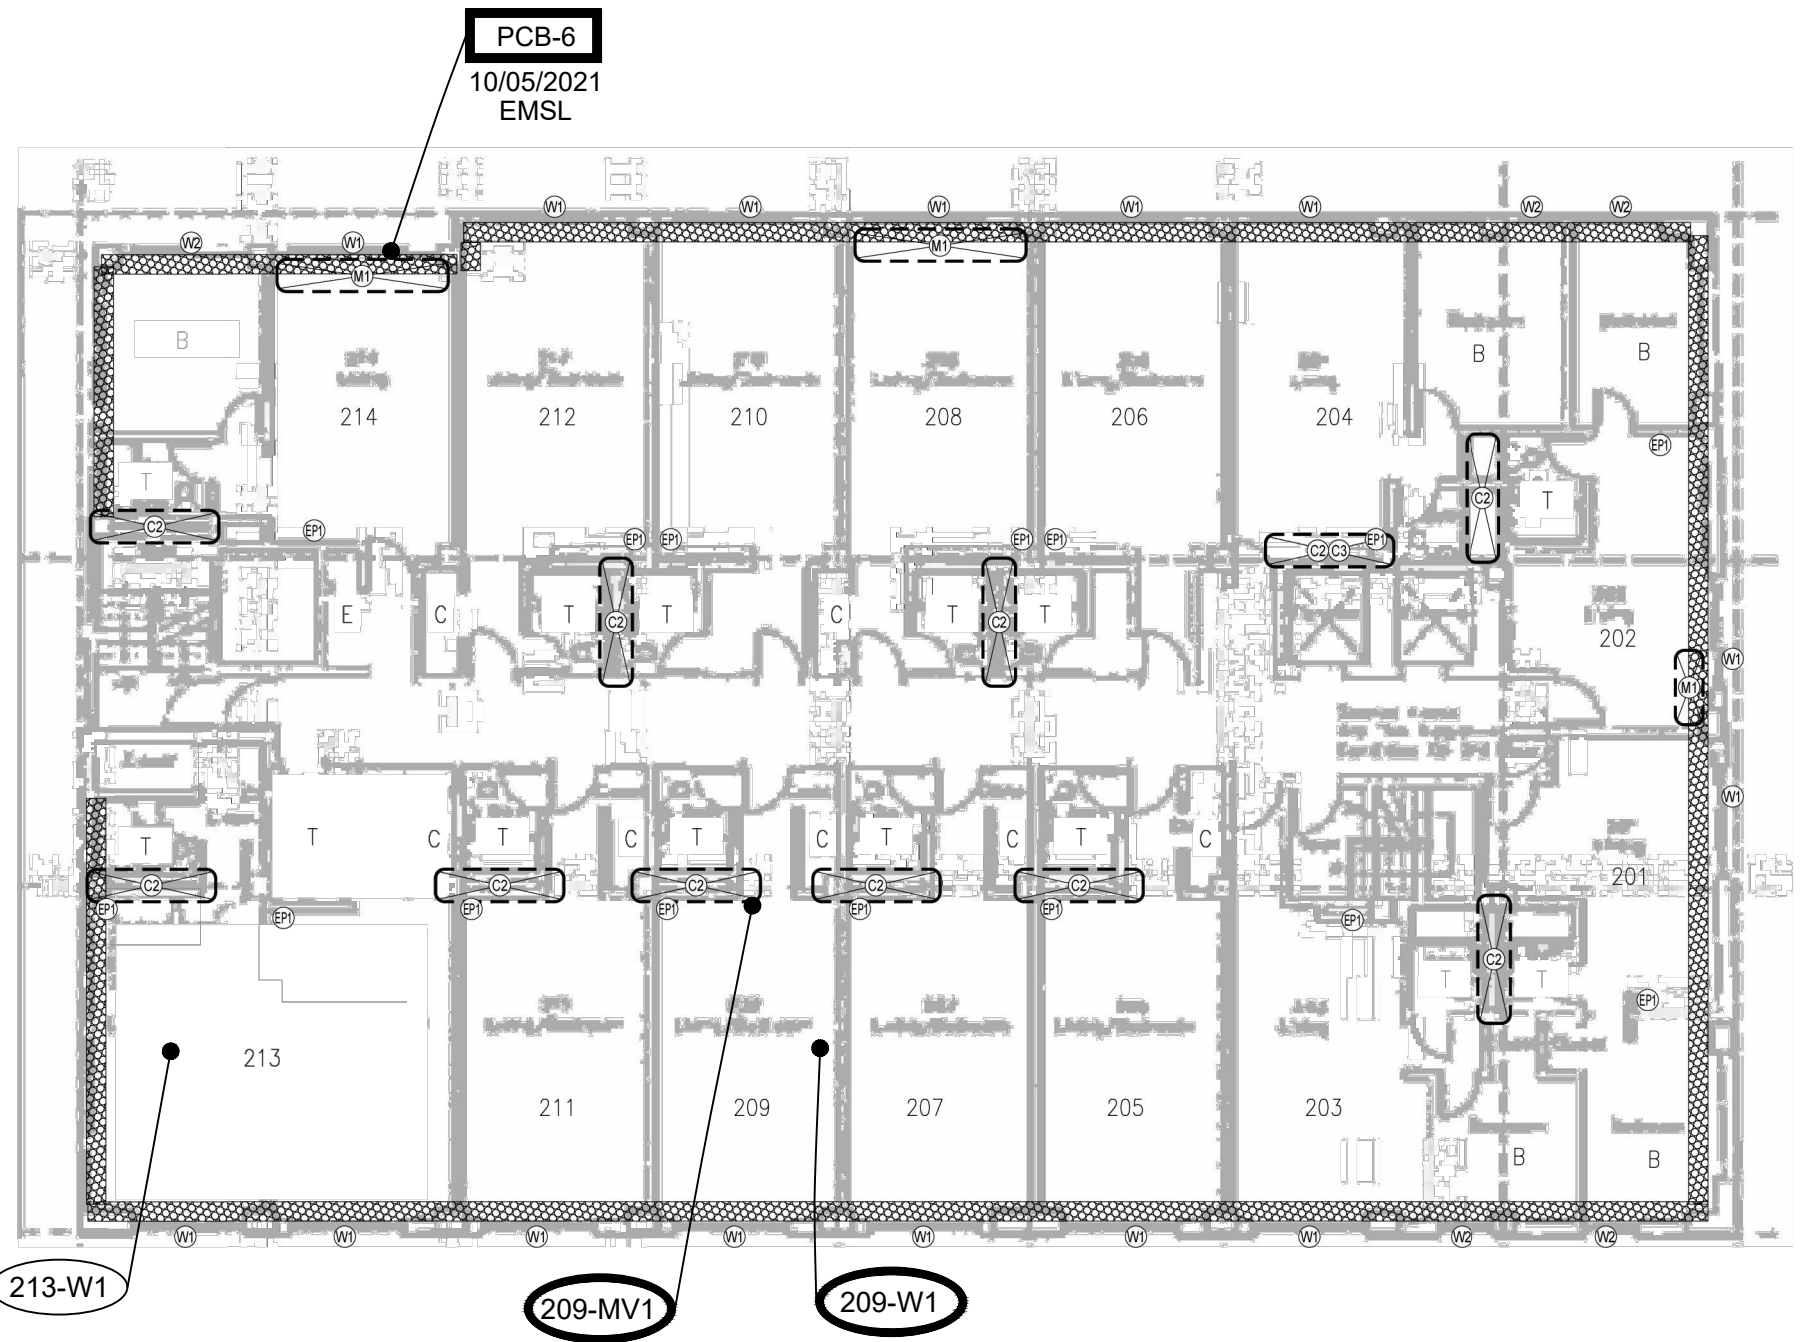 PCB-6
10/05/2021
EMSL
W1 W1 W1 W1 W1 W2 W2
W2 W1
M1 M1
B B B
214 212 210 208 206 204
EP1
T C2 T
C2 EP1 EP1 EP1 EP1 EP1 C2 C3 EP1
E C T C2 T C T C2 T
202
W1
M1
W1
T T C T C T C T C T C
201
C2 C2 C2 C2 C2
EP1 EP1 EP1 EP1 EP1 EP1 EP1
T C2 T
EP1
213
211 209 207 205 203
B B
W1 W1 W1 W1 W1 W1 W1 W2 W2
213-W1 209-MV1 209-W1